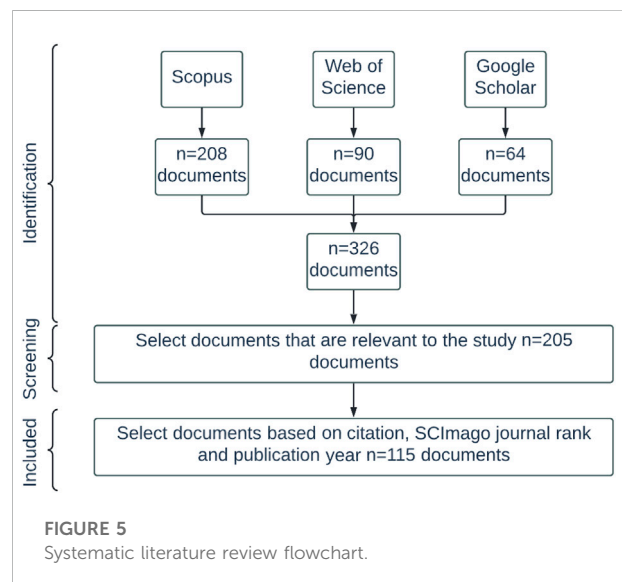 Identification
Scopus
Web of
Science
Google
Scholar
n=208
documents
n=90
documents
n=64
documents
n=326
documents
Screening
Select documents that are relevant to the study n=205
documents
Included
Select documents based on citation, SCImago journal rank
and publication year n=115 documents
FIGURE 5
Systematic literature review flowchart.